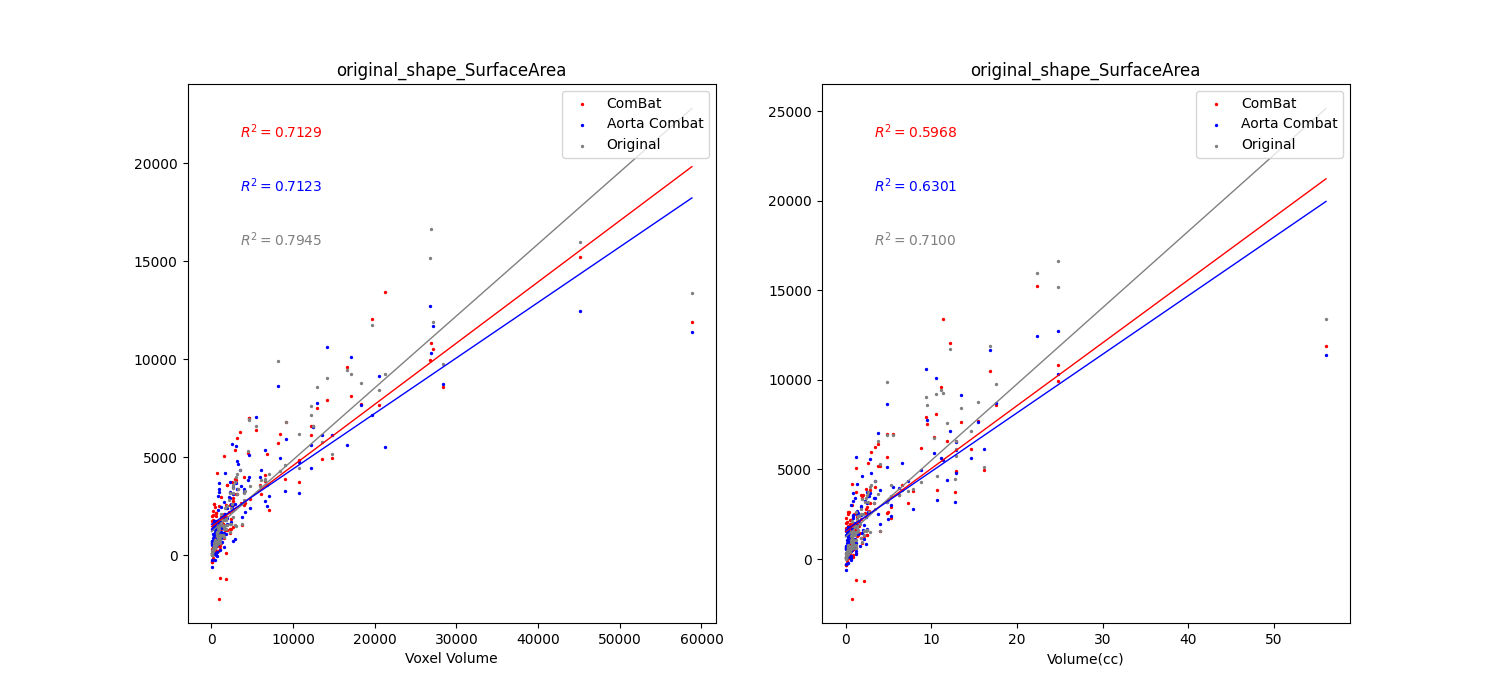 original_shape_SurfaceArea
ComBat
Aorta Combat
Original
R² = 0.7129
R² = 0.7123
R² = 0.7945
20000
15000
10000
5000
0
0 10000 20000 30000 40000 50000 60000
Voxel Volume
original_shape_SurfaceArea
ComBat
Aorta Combat
Original
R² = 0.5968
R² = 0.6301
R² = 0.7100
25000
20000
15000
10000
5000
0
0 10 20 30 40 50
Volume(cc)